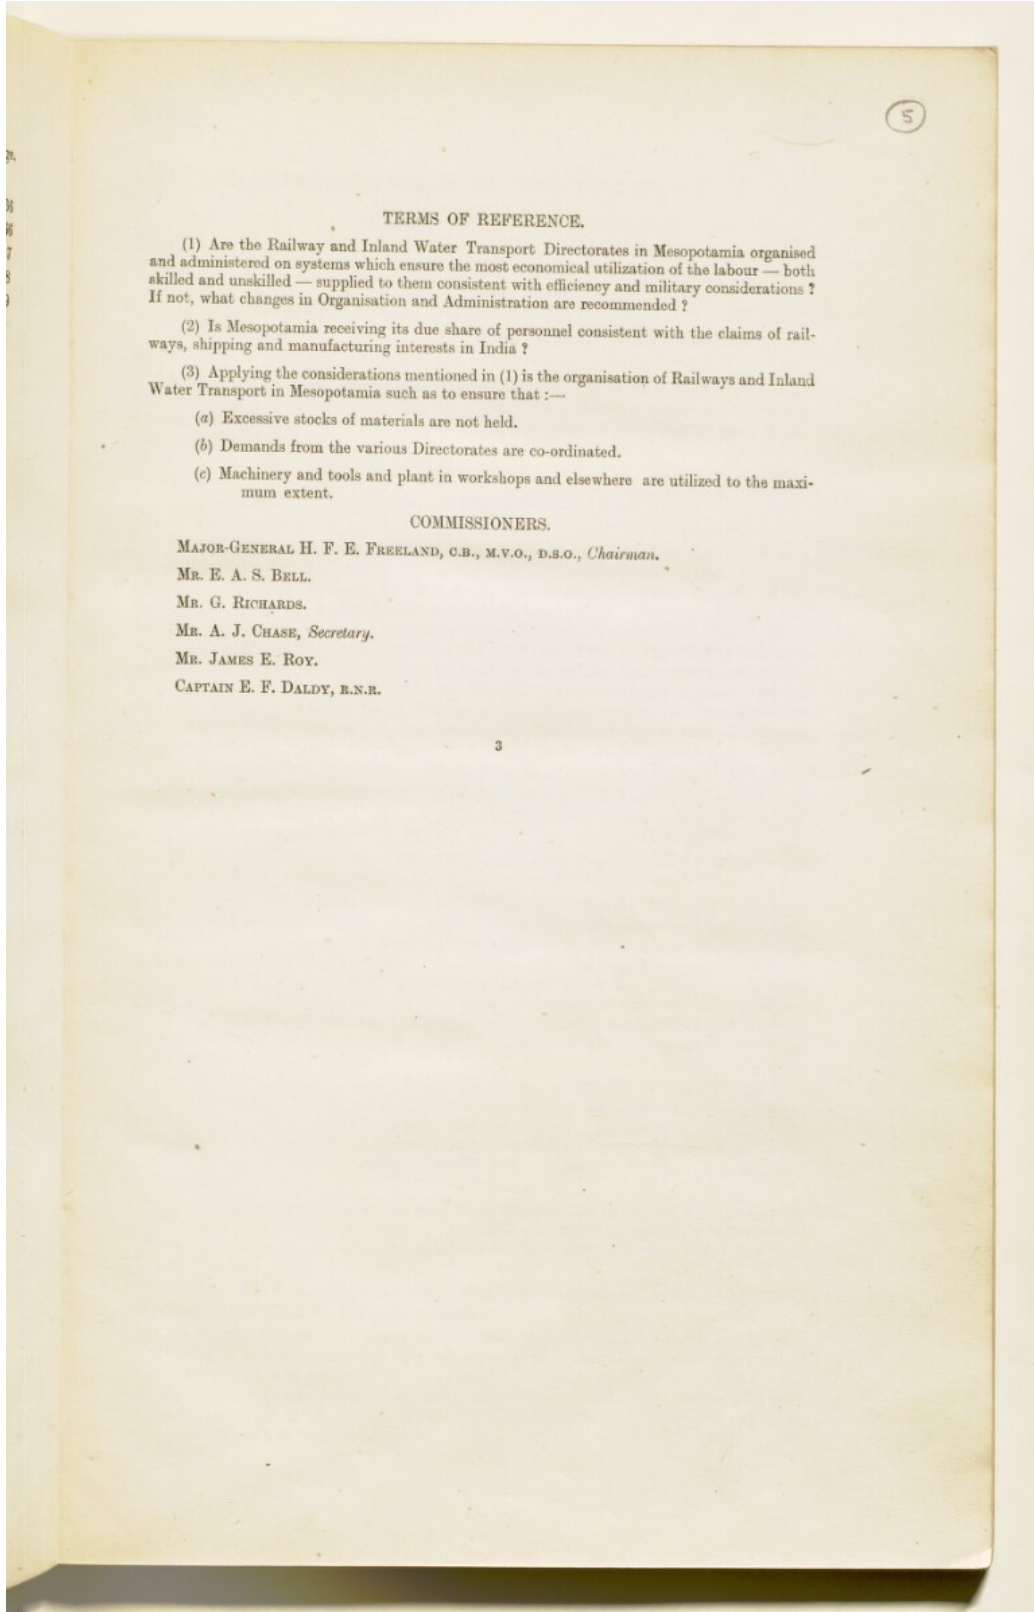 5
TERMS OF REFERENCE.
(1) Are the Railway and Inland Water Transport Directorates in Mesopotamia organised
and administered on systems which ensure the most economical utilization of the labour — both
skilled and unskilled — supplied to them consistent with efficiency and military considerations ?
If not, what changes in Organisation and Administration are recommended ?
(2) Is Mesopotamia receiving its due share of personnel consistent with the claims of rail-
ways, shipping and manufacturing interests in India ?
(3) Applying the considerations mentioned in (1) is the organisation of Railways and Inland
Water Transport in Mesopotamia such as to ensure that :—
(a) Excessive stocks of materials are not held.
(b) Demands from the various Directorates are co-ordinated.
(c) Machinery and tools and plant in workshops and elsewhere are utilized to the maxi-
mum extent.
COMMISSIONERS.
MAJOR-GENERAL H. F. E. FREELAND, C.B., M.V.O., D.S.O., Chairman.
MR. E. A. S. BELL.
MR. G. RICHARDS.
MR. A. J. CHASE, Secretary.
MR. JAMES E. ROY.
CAPTAIN E. F. DALDY, R.N.R.
3